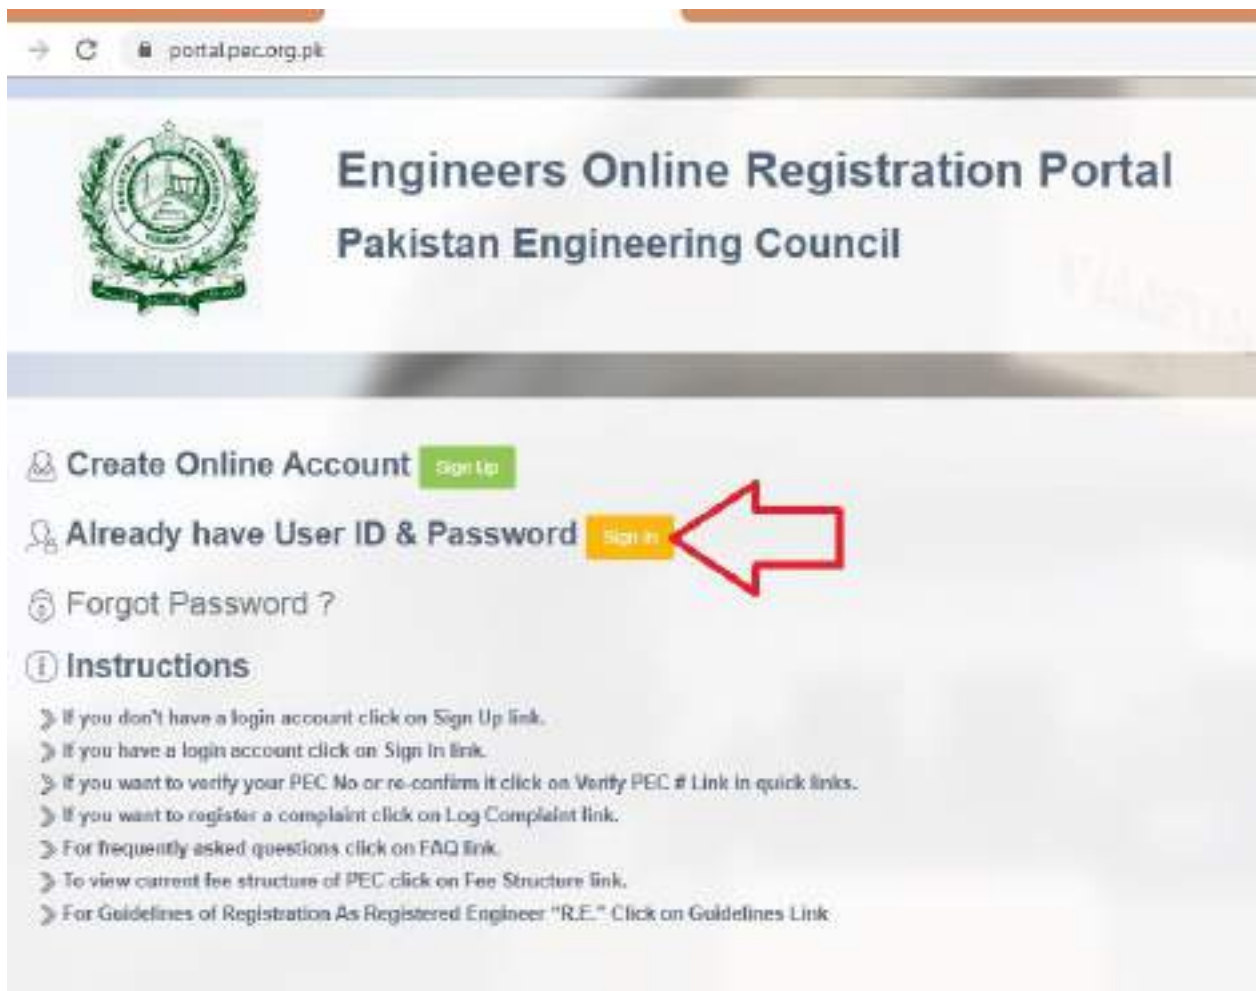 portal.pec.org.pk
Engineers Online Registration Portal
Pakistan Engineering Council
Create Online Account Sign Up
Already have User ID & Password Sign In
Forgot Password ?
Instructions
If you don't have a login account click on Sign Up link.
If you have a login account click on Sign In link.
If you want to verify your PEC No or re-confirm it click on Verify PEC # Link in quick links.
If you want to register a complaint click on Log Complaint link.
For frequently asked questions click on FAQ link.
To view current fee structure of PEC click on Fee Structure link.
For Guidelines of Registration As Registered Engineer "R.E." Click on Guidelines Link